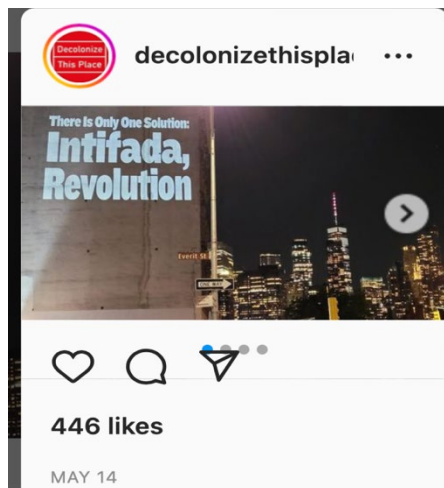 Decolonize
This Place
decolonizethispla
There Is Only One Solution:
Intifada,
Revolution
Everit St
ONE WAY
446 likes
MAY 14